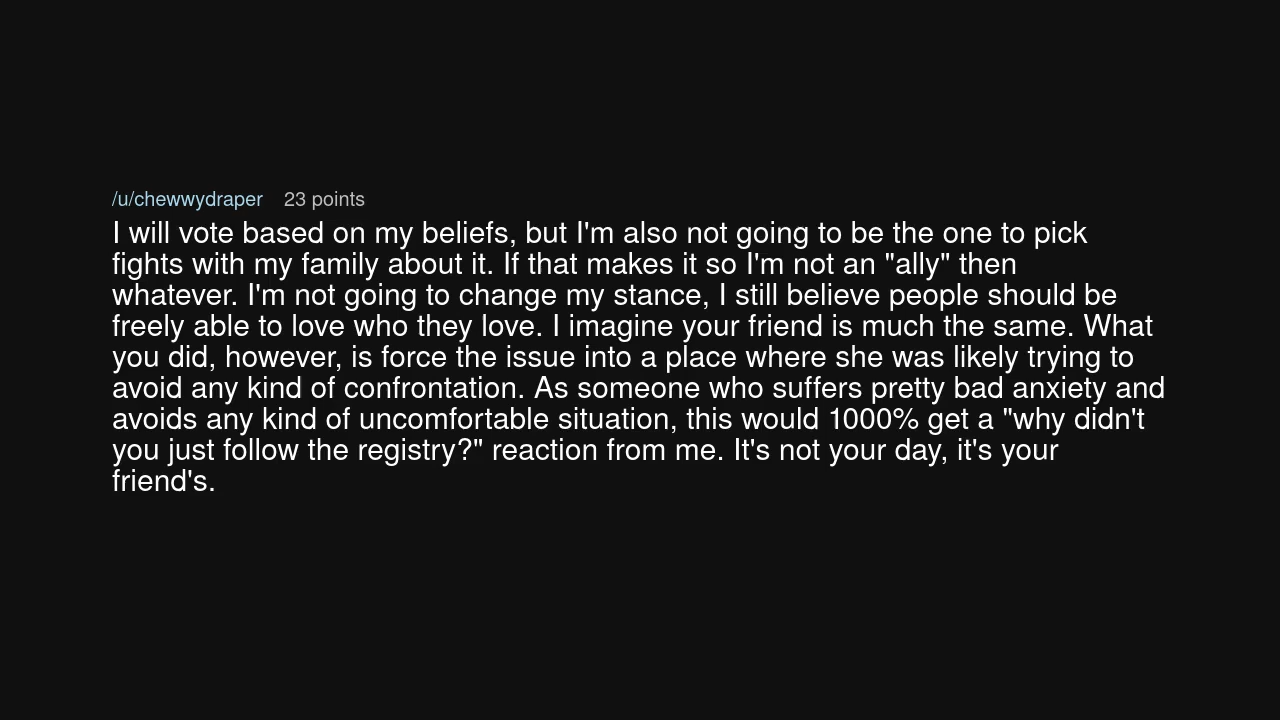 /u/chewwydraper 23 points
I will vote based on my beliefs, but I'm also not going to be the one to pick
fights with my family about it. If that makes it so I'm not an "ally" then
whatever. I'm not going to change my stance, I still believe people should be
freely able to love who they love. I imagine your friend is much the same. What
you did, however, is force the issue into a place where she was likely trying to
avoid any kind of confrontation. As someone who suffers pretty bad anxiety and
avoids any kind of uncomfortable situation, this would 1000% get a "why didn't
you just follow the registry?" reaction from me. It's not your day, it's your
friend's.